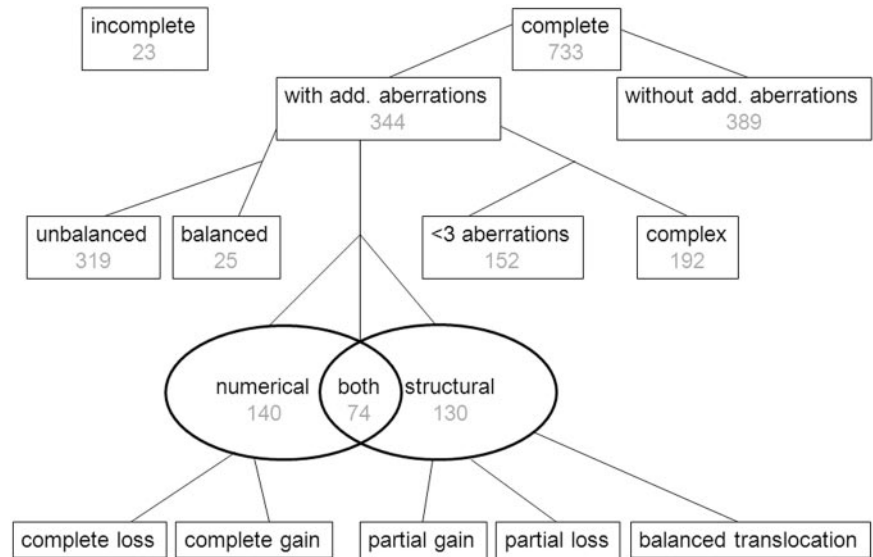 incomplete
23
complete
733
with add. aberrations
344
without add. aberrations
389
unbalanced
319
balanced
25
<3 aberrations
152
complex
192
numerical
140
both
74
structural
130
complete loss
complete gain
partial gain
partial loss
balanced translocation